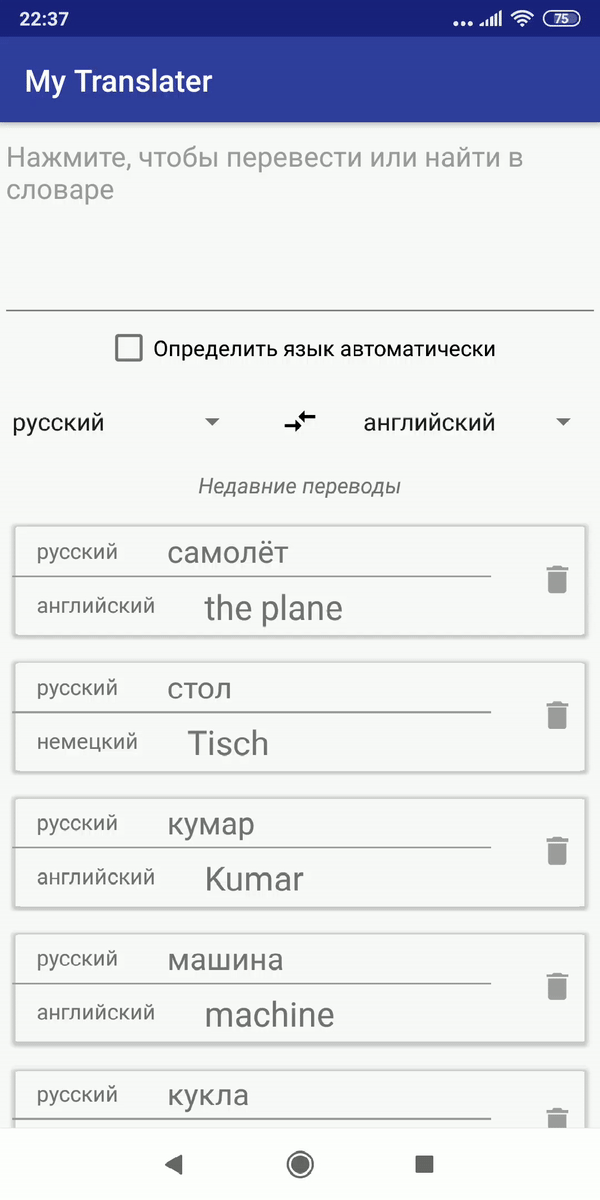 22:37
75
My Translater
Нажмите, чтобы перевести или найти в
словаре
Определить язык автоматически
русский английский
Недавние переводы
русский самолёт
английский the plane
русский стол
немецкий Tisch
русский кумар
английский Kumar
русский машина
английский machine
русский кукла